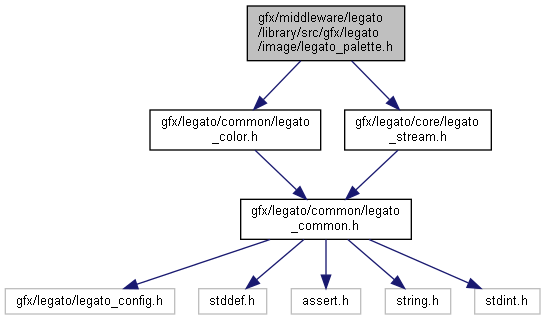 gfx/middleware/legato
/library/src/gfx/legato
/image/legato_palette.h
gfx/legato/common/legato
_color.h
gfx/legato/core/legato
_stream.h
gfx/legato/common/legato
_common.h
gfx/legato/legato_config.h
stddef.h
assert.h
string.h
stdint.h